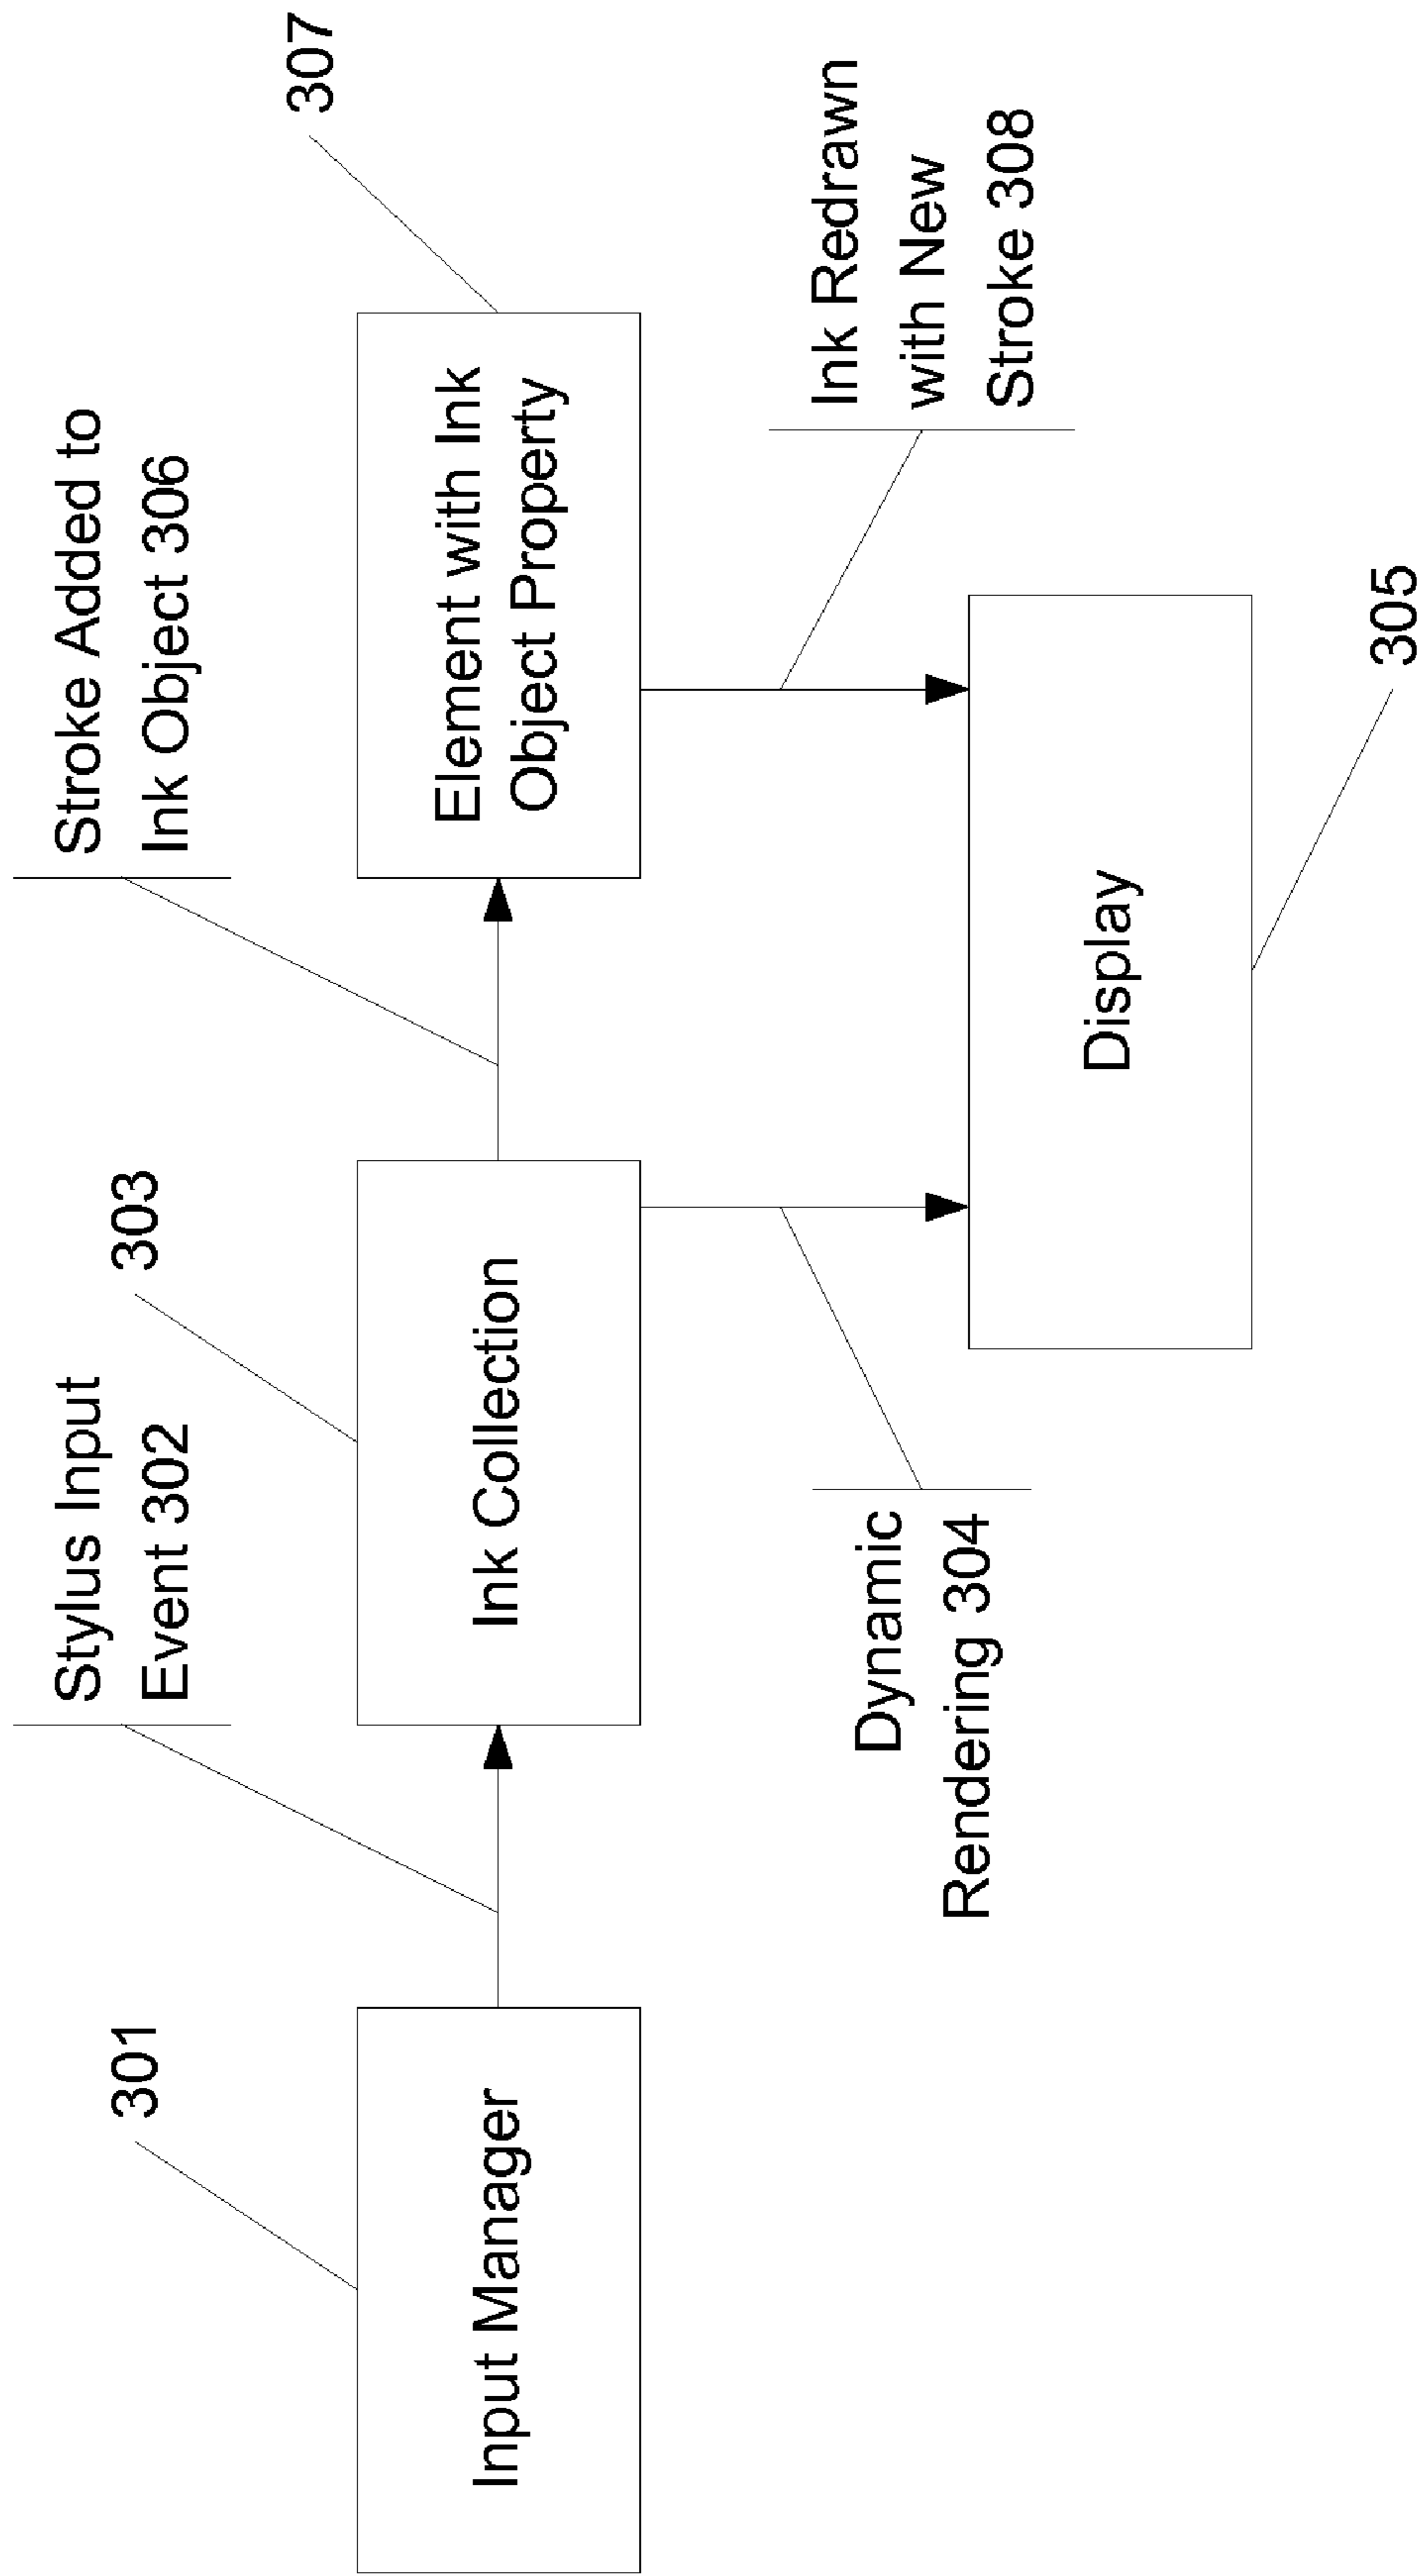 Stylus Input
Event 302
Stroke Added to
Ink Object 306
301
303
307
Input Manager
Ink Collection
Element with Ink
Object Property
Dynamic
Rendering 304
Ink Redrawn
with New
Stroke 308
Display
305